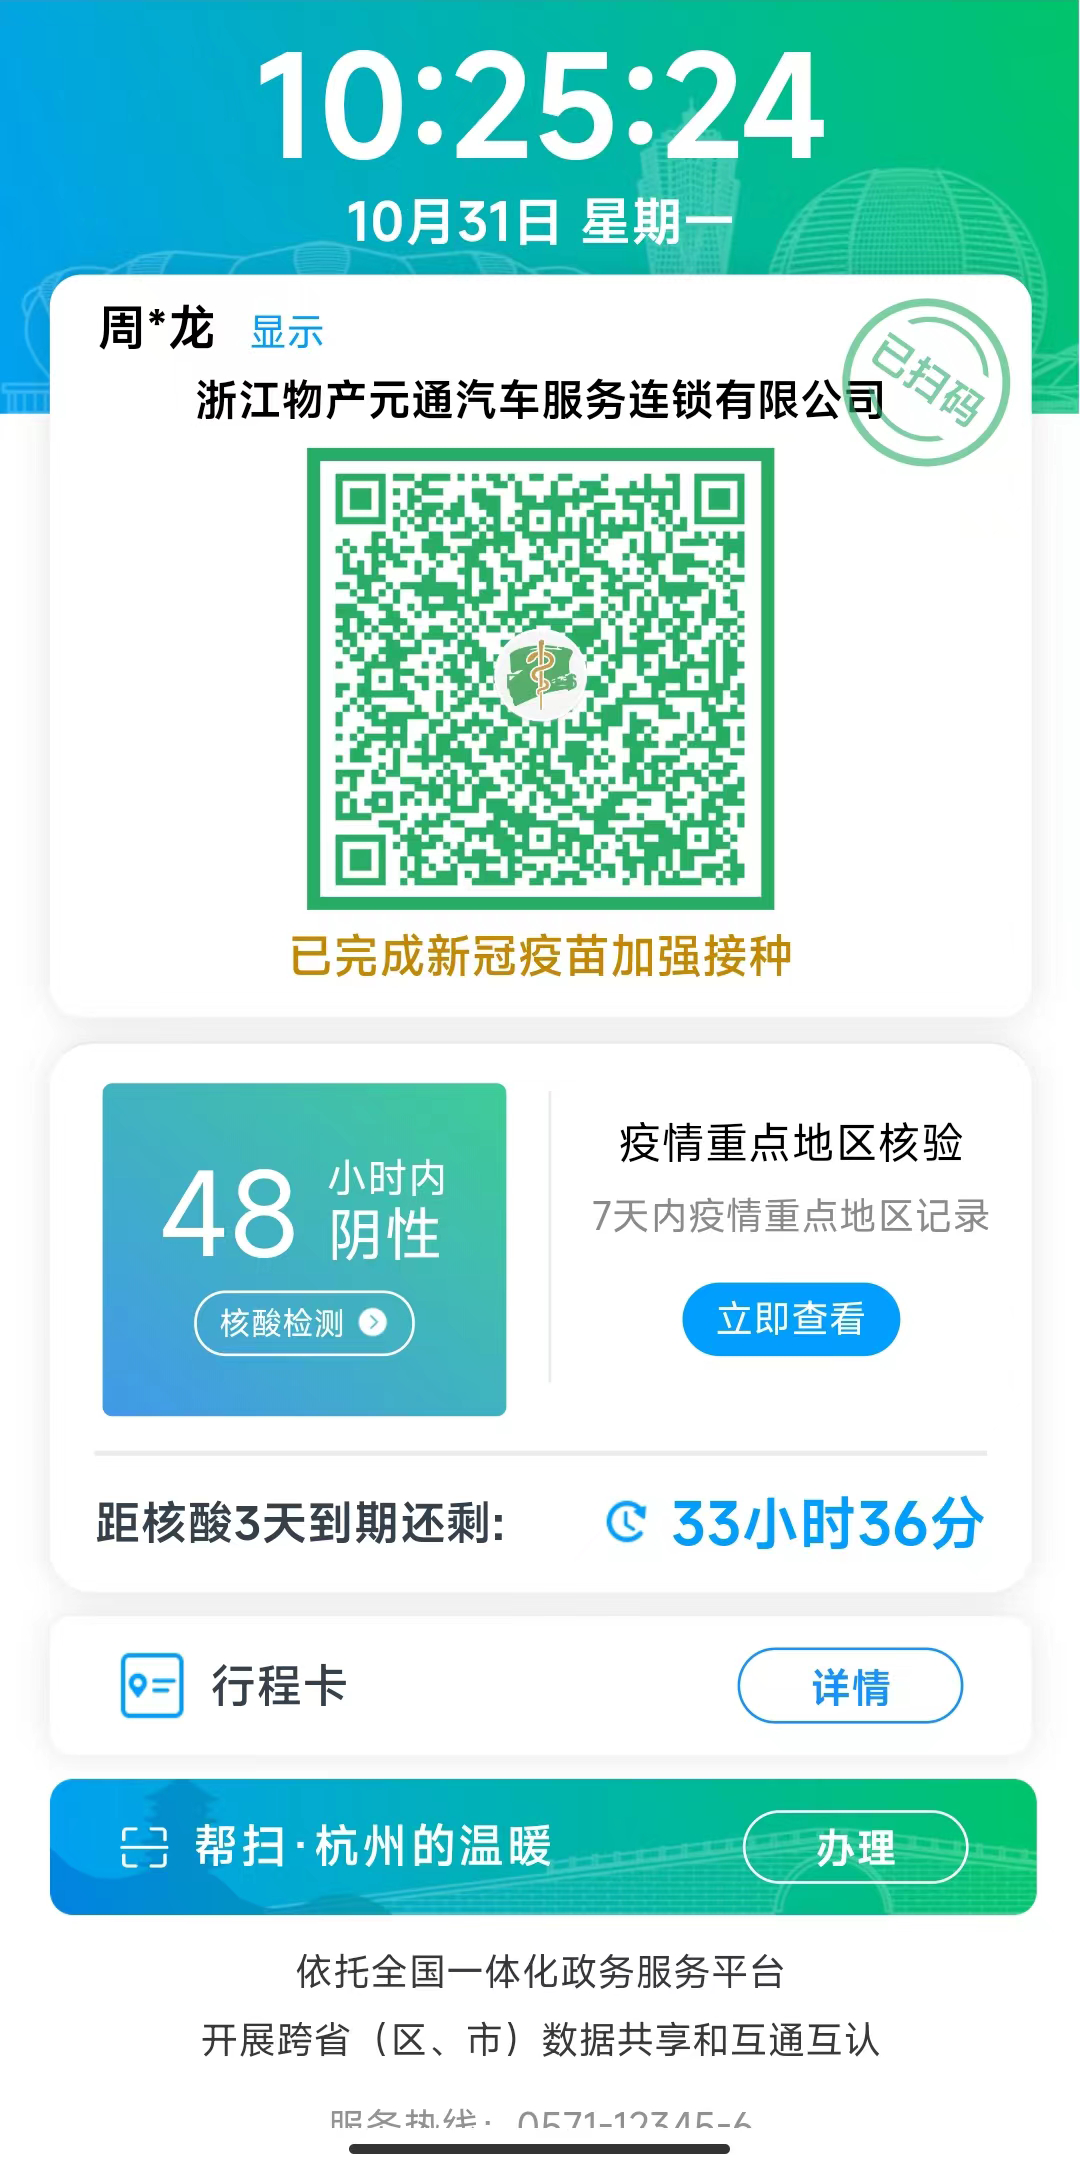 10:25:24
10月31日 星期一
周*龙 显示
已扫码
浙江物产元通汽车服务连锁有限公司
已完成新冠疫苗加强接种
48 小时内
阴性
核酸检测
疫情重点地区核验
7天内疫情重点地区记录
立即查看
距核酸3天到期还剩: 33小时36分
行程卡 详情
帮扫·杭州的温暖 办理
依托全国一体化政务服务平台
开展跨省（区、市）数据共享和互通互认
服务热线：0571-12345-6